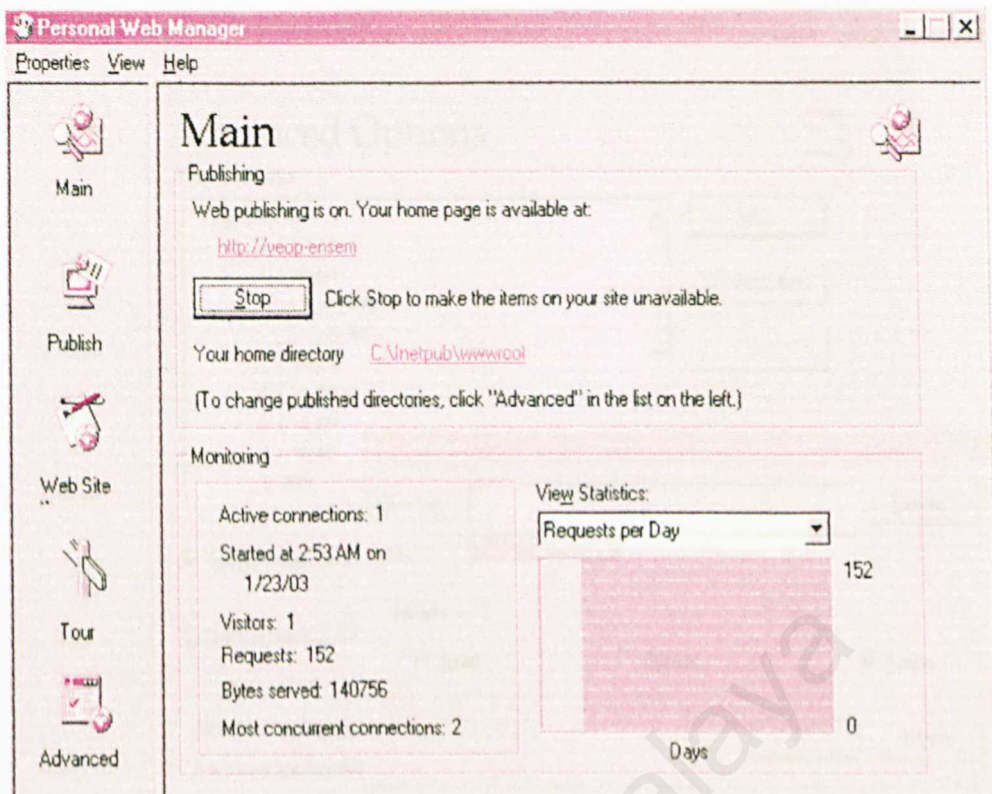 Personal Web Manager
Properties View Help
Main
Publish
Web Site
Tour
Advanced
Main
Publishing
Web publishing is on. Your home page is available at:
http://yeop-ensem
Stop
Click Stop to make the items on your site unavailable.
Your home directory C:\Inetpub\wwwroot
(To change published directories, click "Advanced" in the list on the left.)
Monitoring
Active connections: 1
Started at 2:53 AM on
1/23/03
Visitors: 1
Requests: 152
Bytes served: 140756
Most concurrent connections: 2
View Statistics:
Requests per Day
152
0
Days